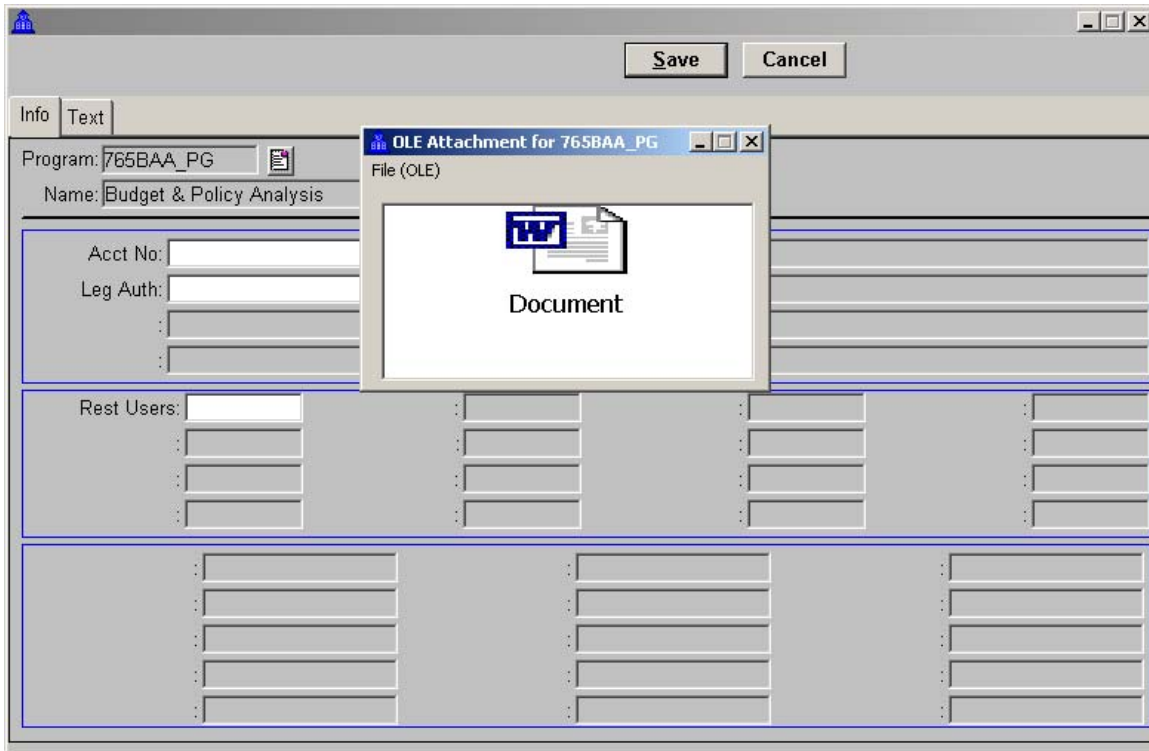 Save Cancel
Info Text
OLE Attachment for 765BAA_PG
File (OLE)
W
Document
Program: 765BAA_PG
Name: Budget & Policy Analysis
Acct No:
Leg Auth:
:
:
Rest Users: : : :
: : : :
: : : :
: : : :
: : :
: : :
: : :
: : :
: : :